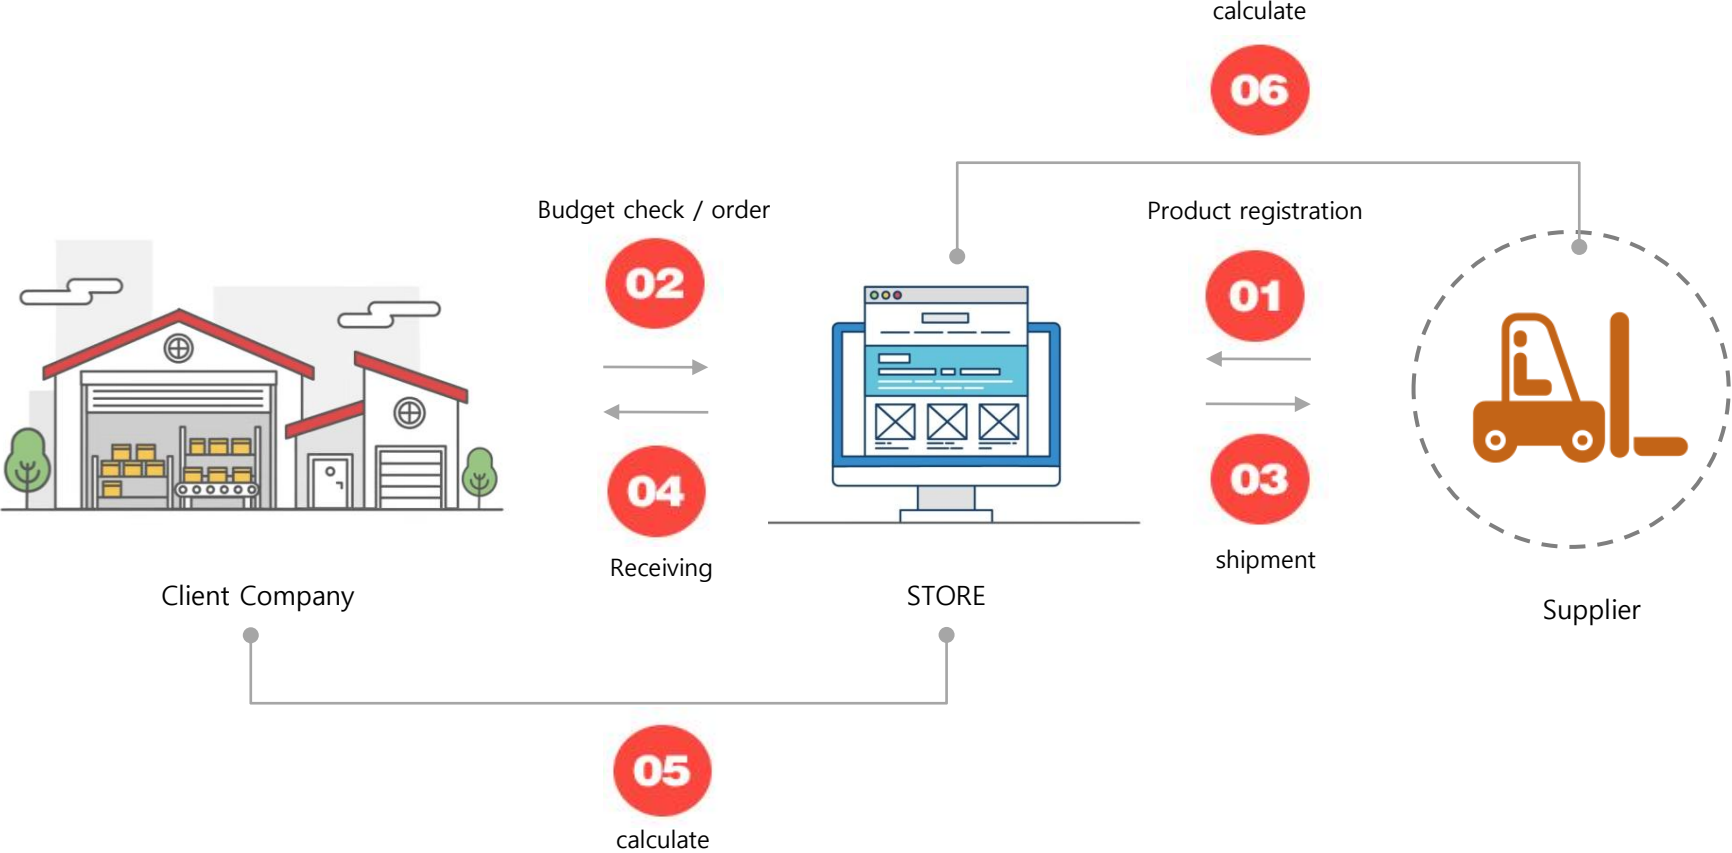 calculate
06
Budget check / order
Product registration
02
01
04
03
Receiving
shipment
Client Company
STORE
Supplier
05
calculate